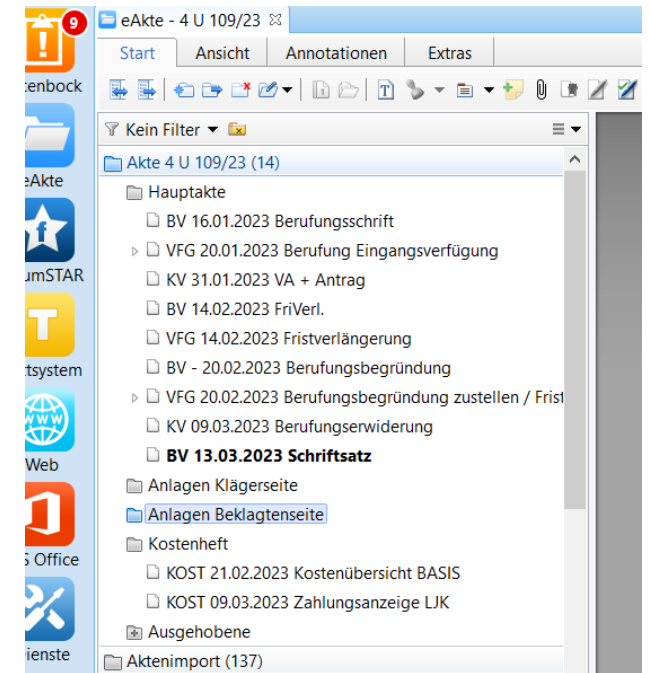 9
eAkte - 4 U 109/23
Start Ansicht Annotationen Extras
tenbock
Kein Filter
Akte 4 U 109/23 (14)
eAkte
Hauptakte
BV 16.01.2023 Berufungsschrift
VFG 20.01.2023 Berufung Eingangsverfügung
umSTAR
KV 31.01.2023 VA + Antrag
BV 14.02.2023 FriVerl.
T
VFG 14.02.2023 Fristverlängerung
tsystem
BV - 20.02.2023 Berufungsbegründung
VFG 20.02.2023 Berufungsbegründung zustellen / Frist
www
KV 09.03.2023 Berufungserwiderung
Web
BV 13.03.2023 Schriftsatz
Anlagen Klägerseite
Anlagen Beklagtenseite
Kostenheft
S Office
KOST 21.02.2023 Kostenübersicht BASIS
KOST 09.03.2023 Zahlungsanzeige LJK
Ausgehobene
ienste
Aktenimport (137)